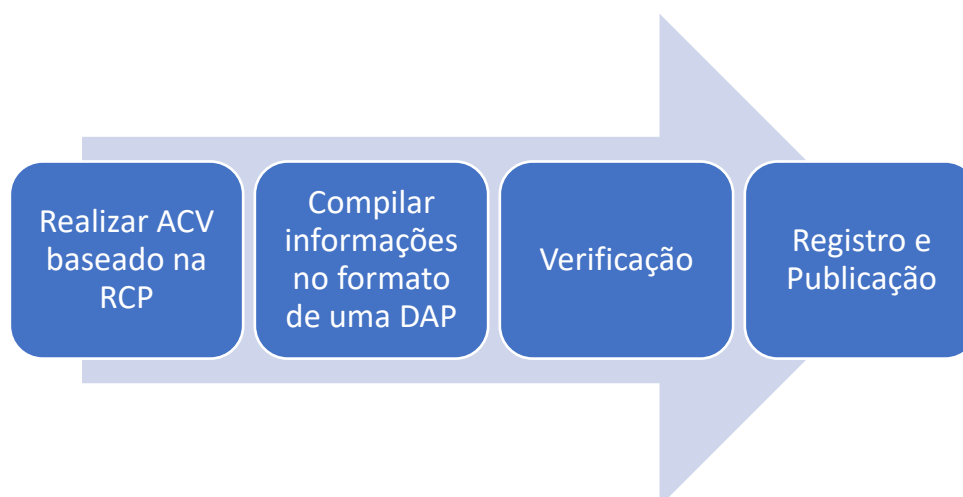 Realizar ACV
baseado na
RCP
Compilar
informações
no formato
de uma DAP
Verificação
Registro e
Publicação